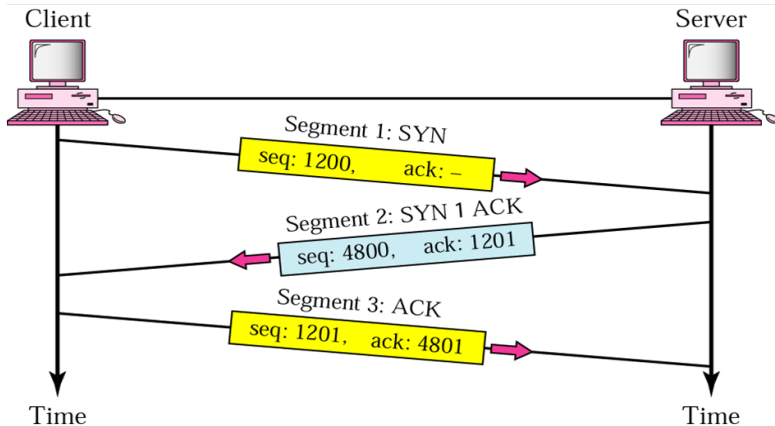 Client
Server
Segment 1: SYN
seq: 1200, ack: –
Segment 2: SYN 1 ACK
seq: 4800, ack: 1201
Segment 3: ACK
seq: 1201, ack: 4801
Time
Time